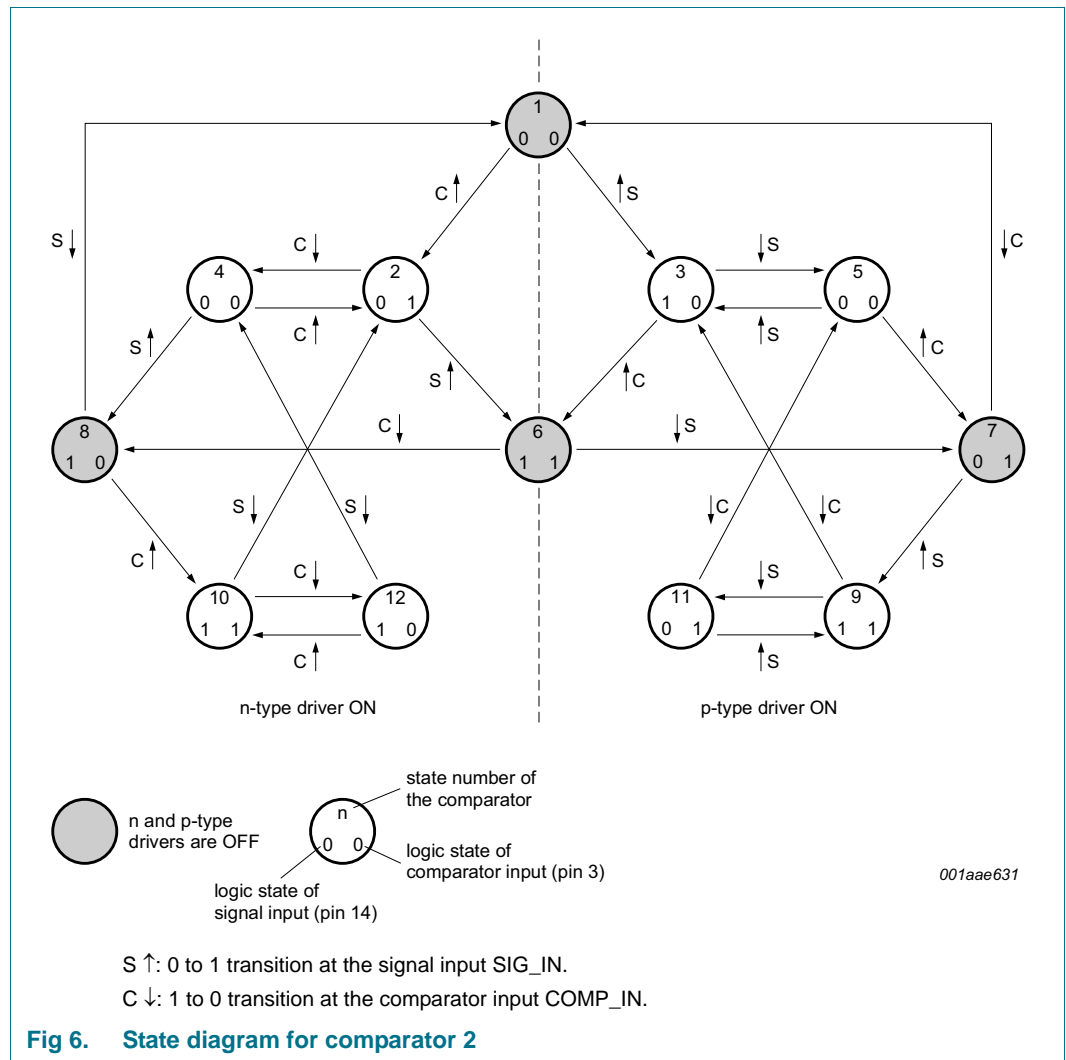 1
0 0
C ↑
↑ S
S ↓
C ↓
↓ S
↓ C
4
0 0
2
0 1
3
1 0
5
0 0
C ↑
↑ S
S ↑
S ↑
↑ C
↑ C
8
1 0
C ↓
6
1 1
↓ S
7
0 1
S ↓
S ↓
↓ C
↓ C
C ↑
↑ S
C ↓
↓ S
10
1 1
12
1 0
11
0 1
9
1 1
C ↑
↑ S
n-type driver ON
p-type driver ON
n and p-type
drivers are OFF
n
0 0
state number of
the comparator
logic state of
comparator input (pin 3)
logic state of
signal input (pin 14)
001aae631
S ↑: 0 to 1 transition at the signal input SIG_IN.
C ↓: 1 to 0 transition at the comparator input COMP_IN.
Fig 6. State diagram for comparator 2